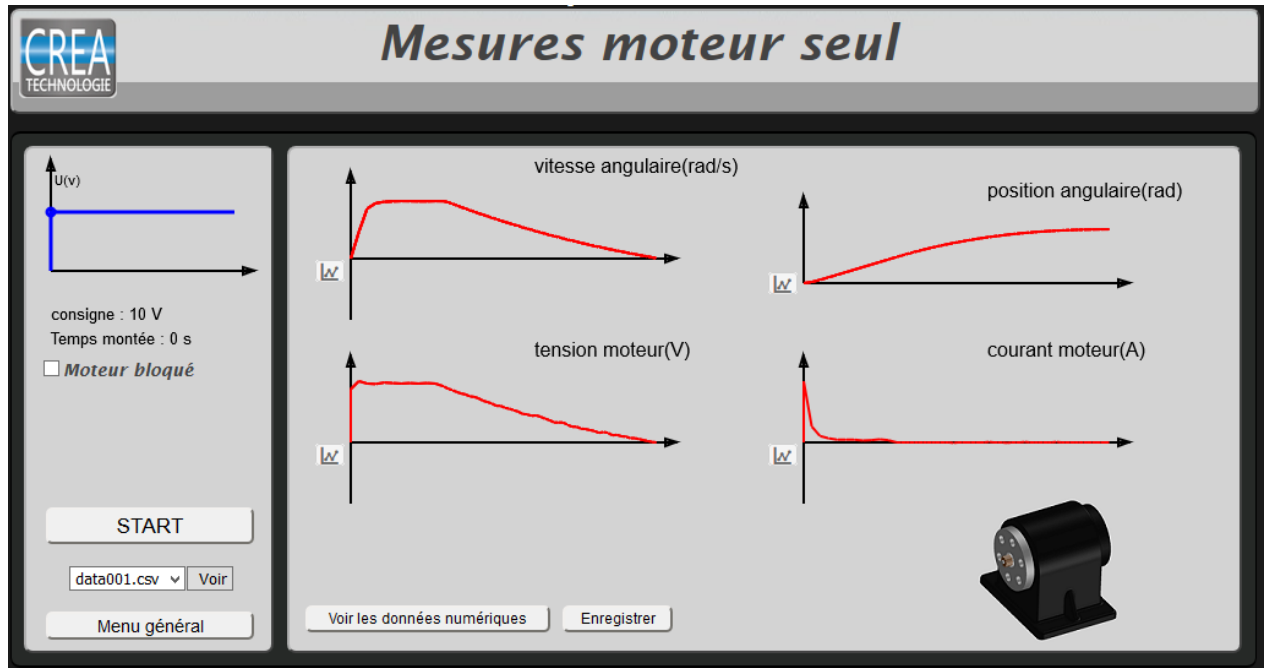 CREA
TECHNOLOGIE
Mesures moteur seul
U(v)
consigne : 10 V
Temps montée : 0 s
Moteur bloqué
START
data001.csv
Voir
Menu général
vitesse angulaire(rad/s)
position angulaire(rad)
tension moteur(V)
courant moteur(A)
Voir les données numériques
Enregistrer